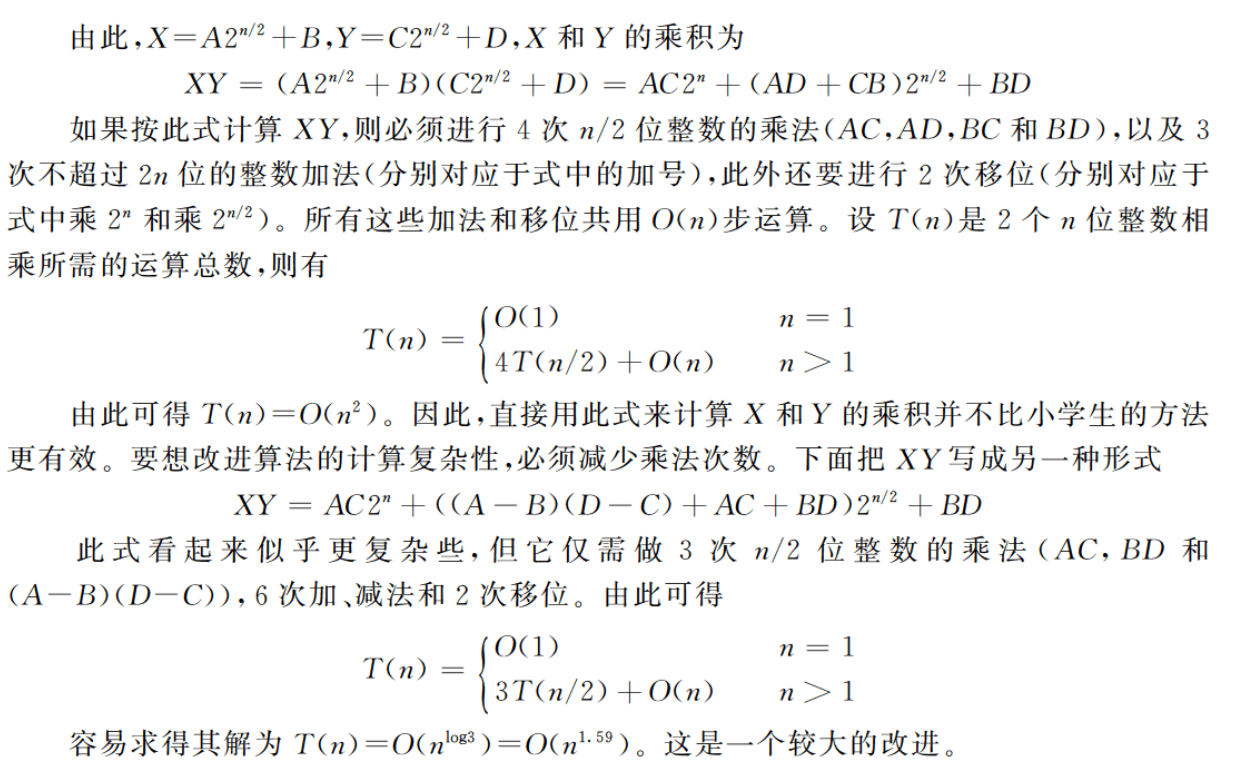 由此,X=A2^{n/2}+B,Y=C2^{n/2}+D,X 和 Y 的乘积为
XY = (A2^{n/2} + B)(C2^{n/2} + D) = AC2^n + (AD + CB)2^{n/2} + BD
如果按此式计算 XY,则必须进行 4 次 n/2 位整数的乘法(AC,AD,BC 和 BD),以及 3
次不超过 2n 位的整数加法(分别对应于式中的加号),此外还要进行 2 次移位(分别对应于
式中乘 2^n 和乘 2^{n/2})。所有这些加法和移位共用 O(n)步运算。设 T(n)是 2 个 n 位整数相
乘所需的运算总数,则有
T(n) = { O(1) n = 1
4T(n/2) + O(n) n > 1
由此可得 T(n)=O(n^2)。因此,直接用此式来计算 X 和 Y 的乘积并不比小学生的方法
更有效。要想改进算法的计算复杂性,必须减少乘法次数。下面把 XY 写成另一种形式
XY = AC2^n + ((A − B)(D − C) + AC + BD)2^{n/2} + BD
此式看起来似乎更复杂些,但它仅需做 3 次 n/2 位整数的乘法(AC, BD 和
(A−B)(D−C)),6 次加、减法和 2 次移位。由此可得
T(n) = { O(1) n = 1
3T(n/2) + O(n) n > 1
容易求得其解为 T(n)=O(n^{log3})=O(n^{1.59})。这是一个较大的改进。